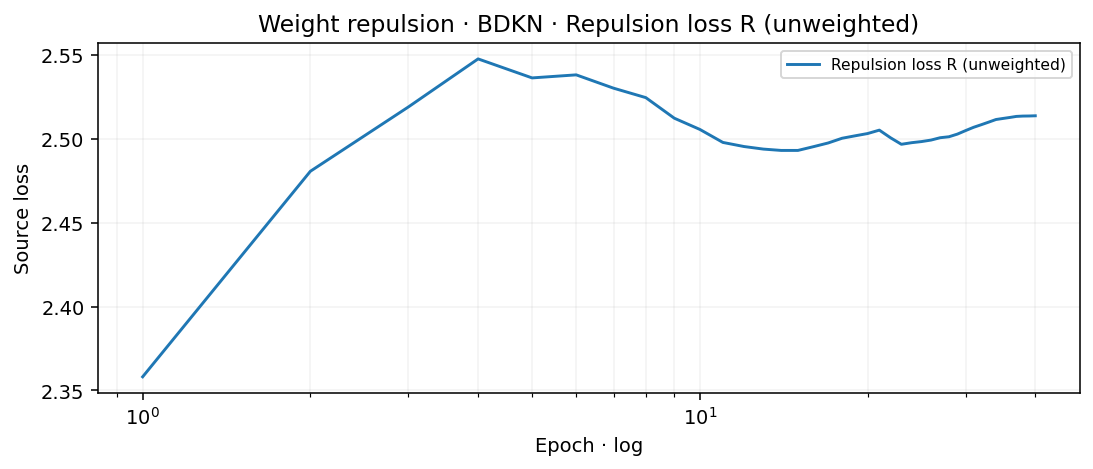 Weight repulsion · BDKN · Repulsion loss R (unweighted)
Repulsion loss R (unweighted)
Source loss
2.55
2.50
2.45
2.40
2.35
10⁰
10¹
Epoch · log